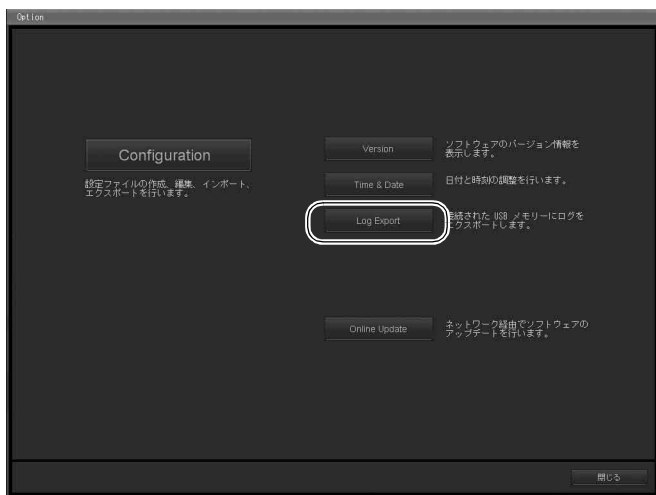 Option
Configuration
設定ファイルの作成、編集、インポート、
エクスポートを行います。
Version
ソフトウェアのバージョン情報を
表示します。
Time & Date
日付と時刻の調整を行います。
Log Export
続された USB メモリーにログを
エクスポートします。
Online Update
ネットワーク経由でソフトウェアの
アップデートを行います。
閉じる